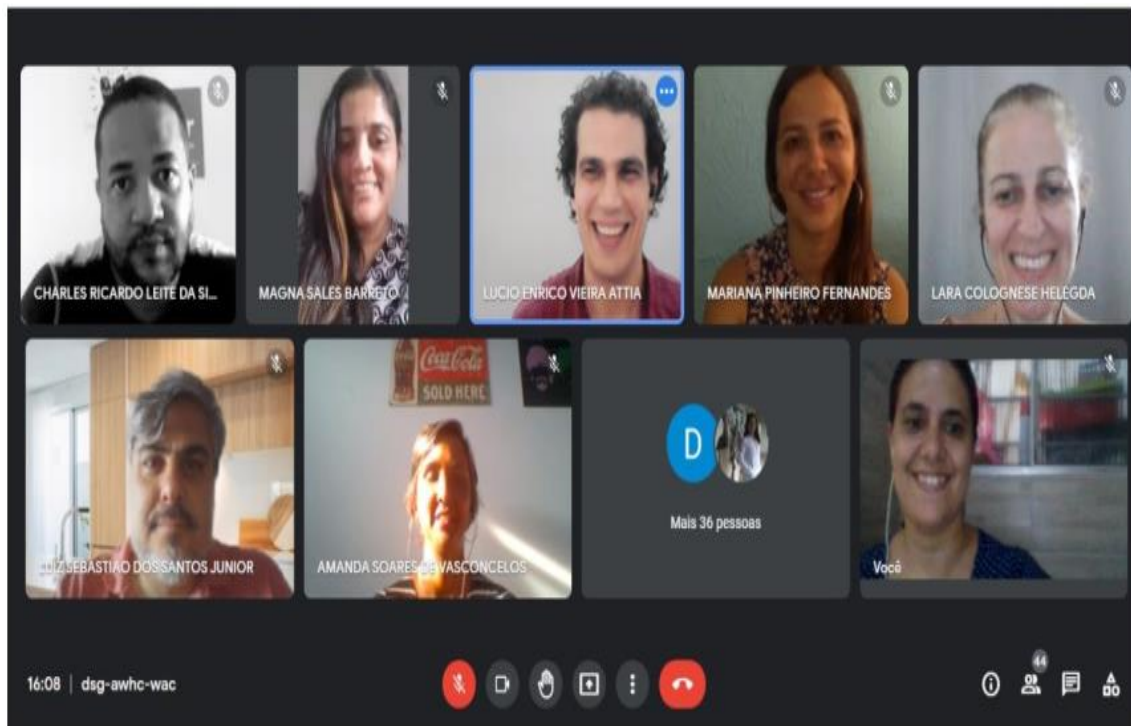 CHARLES RICARDO LEITE DA SI...
MAGNA SALES BARRETO
LUCIO ENRICO VIEIRA ATTIA
MARIANA PINHEIRO FERNANDES
LARA COLOGNESE HELEGDA
Coca-Cola
SOLD HERE
LUIZ SEBASTIAO DOS SANTOS JUNIOR
AMANDA SOARES DE VASCONCELOS
D
Mais 36 pessoas
Você
16:08 | dsg-awhc-wac
44